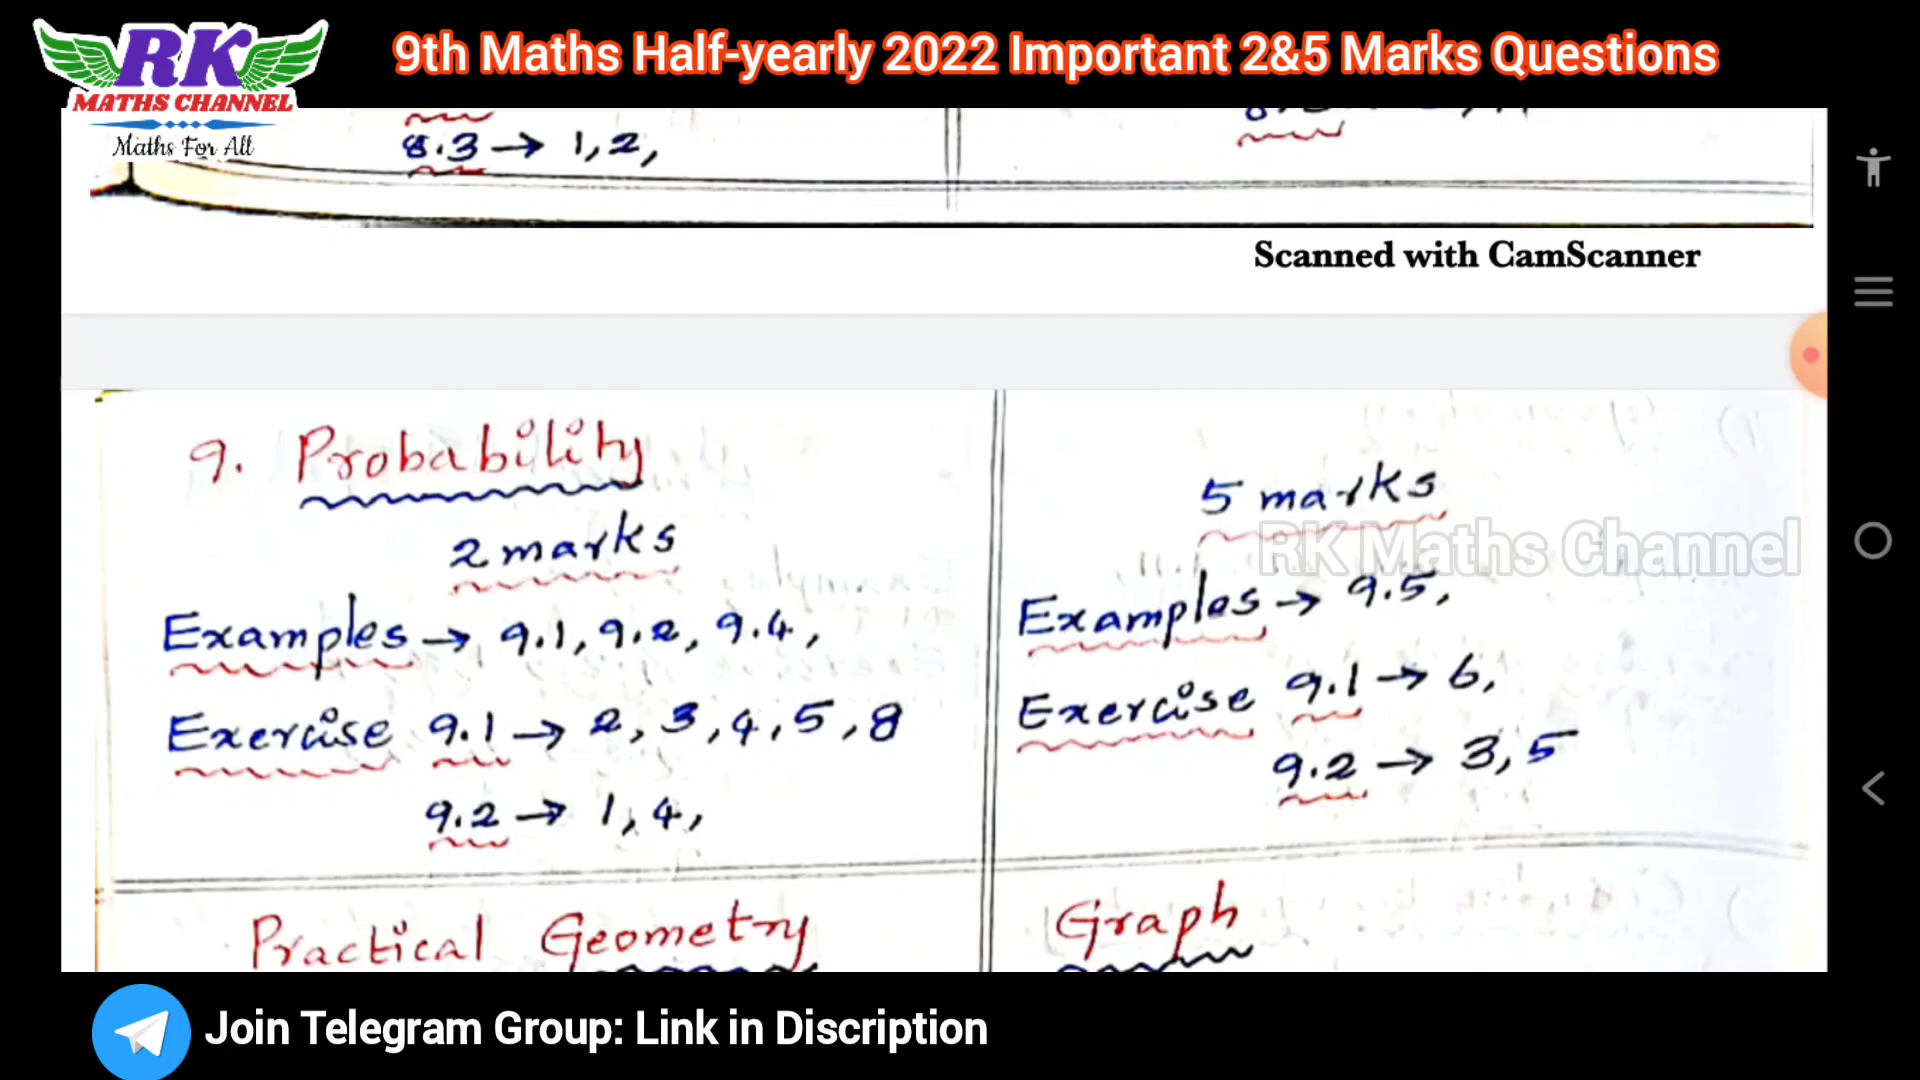 RK
MATHS CHANNEL
Maths For All
9th Maths Half-yearly 2022 Important 2&5 Marks Questions
8.3 → 1, 2,
Scanned with CamScanner
9. Probability
2 marks
Examples → 9.1, 9.2, 9.4,
Exercise 9.1 → 2, 3, 4, 5, 8
9.2 → 1, 4,
5 marks
RK Maths Channel
Examples → 9.5,
Exercise 9.1 → 6,
9.2 → 3, 5
Practical Geometry
Graph
Join Telegram Group: Link in Discription